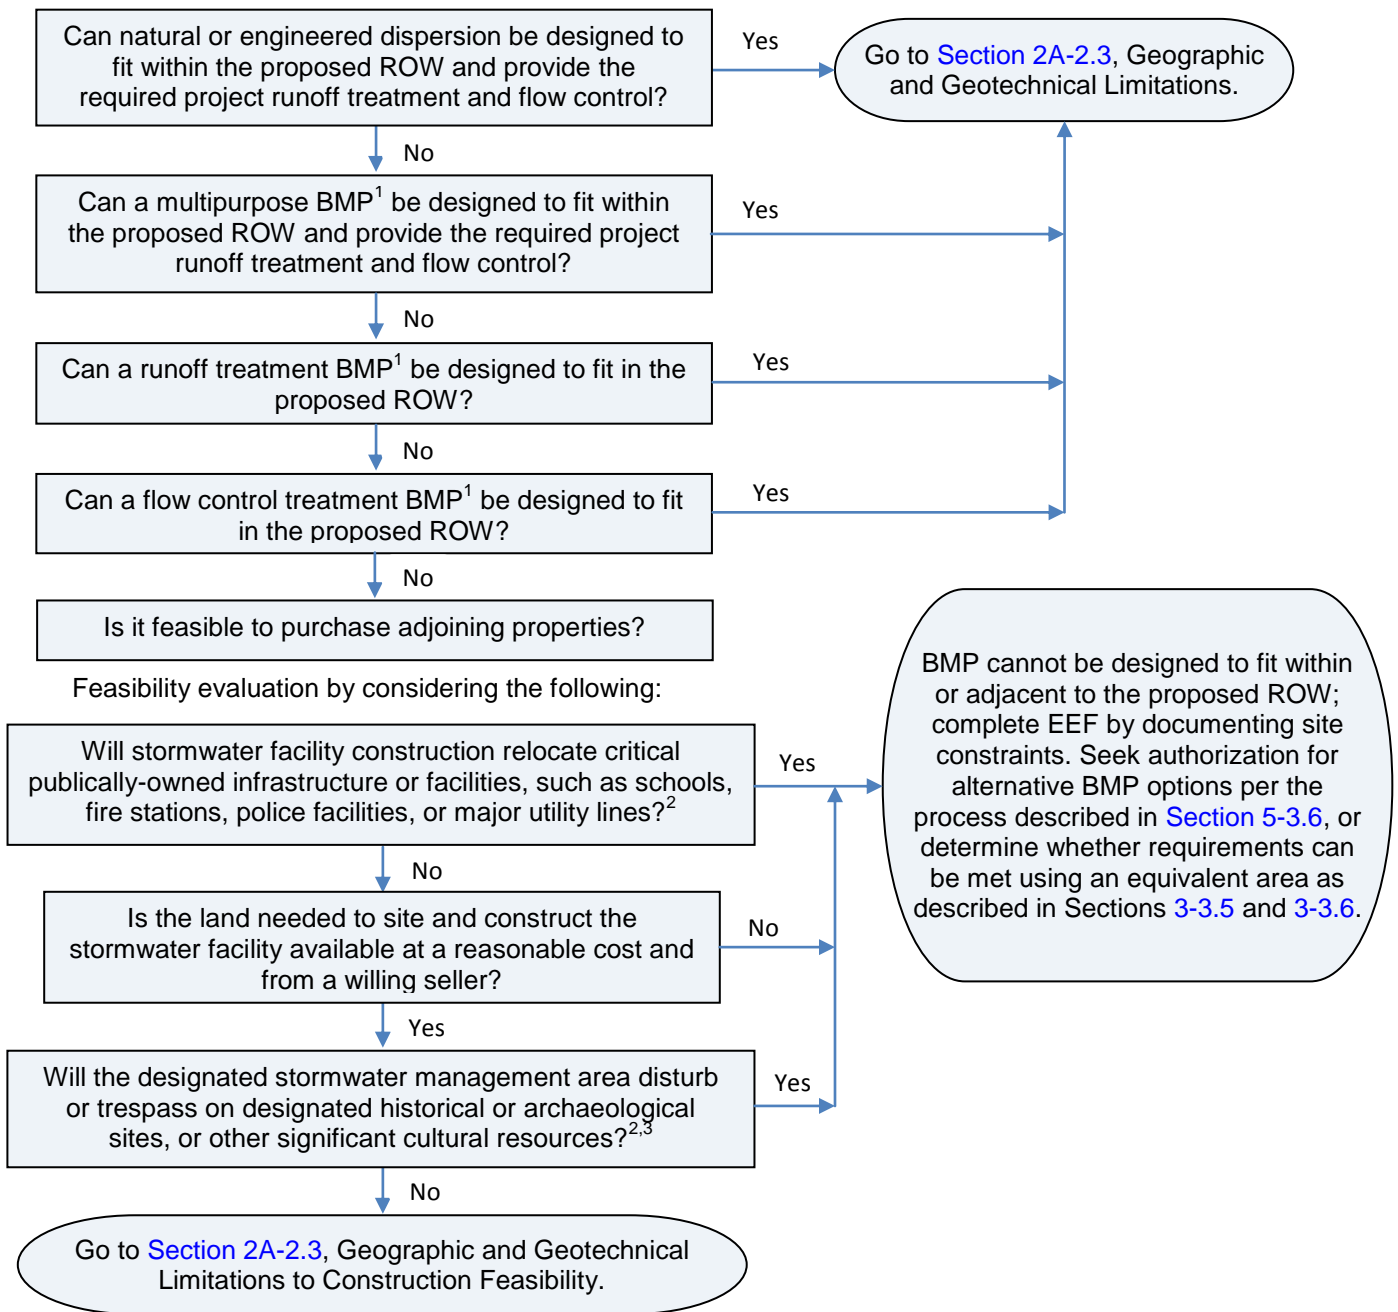 Can natural or engineered dispersion be designed to
fit within the proposed ROW and provide the
required project runoff treatment and flow control?
Yes
Go to Section 2A-2.3, Geographic
and Geotechnical Limitations.
No
Can a multipurpose BMP1 be designed to fit within
the proposed ROW and provide the required project
runoff treatment and flow control?
Yes
No
Can a runoff treatment BMP1 be designed to fit in the
proposed ROW?
Yes
No
Can a flow control treatment BMP1 be designed to fit
in the proposed ROW?
Yes
No
Is it feasible to purchase adjoining properties?
Feasibility evaluation by considering the following:
Will stormwater facility construction relocate critical
publically-owned infrastructure or facilities, such as schools,
fire stations, police facilities, or major utility lines?2
Yes
BMP cannot be designed to fit within
or adjacent to the proposed ROW;
complete EEF by documenting site
constraints. Seek authorization for
alternative BMP options per the
process described in Section 5-3.6, or
determine whether requirements can
be met using an equivalent area as
described in Sections 3-3.5 and 3-3.6.
No
Is the land needed to site and construct the
stormwater facility available at a reasonable cost and
from a willing seller?
No
Yes
Will the designated stormwater management area disturb
or trespass on designated historical or archaeological
sites, or other significant cultural resources?2,3
Yes
No
Go to Section 2A-2.3, Geographic and Geotechnical
Limitations to Construction Feasibility.